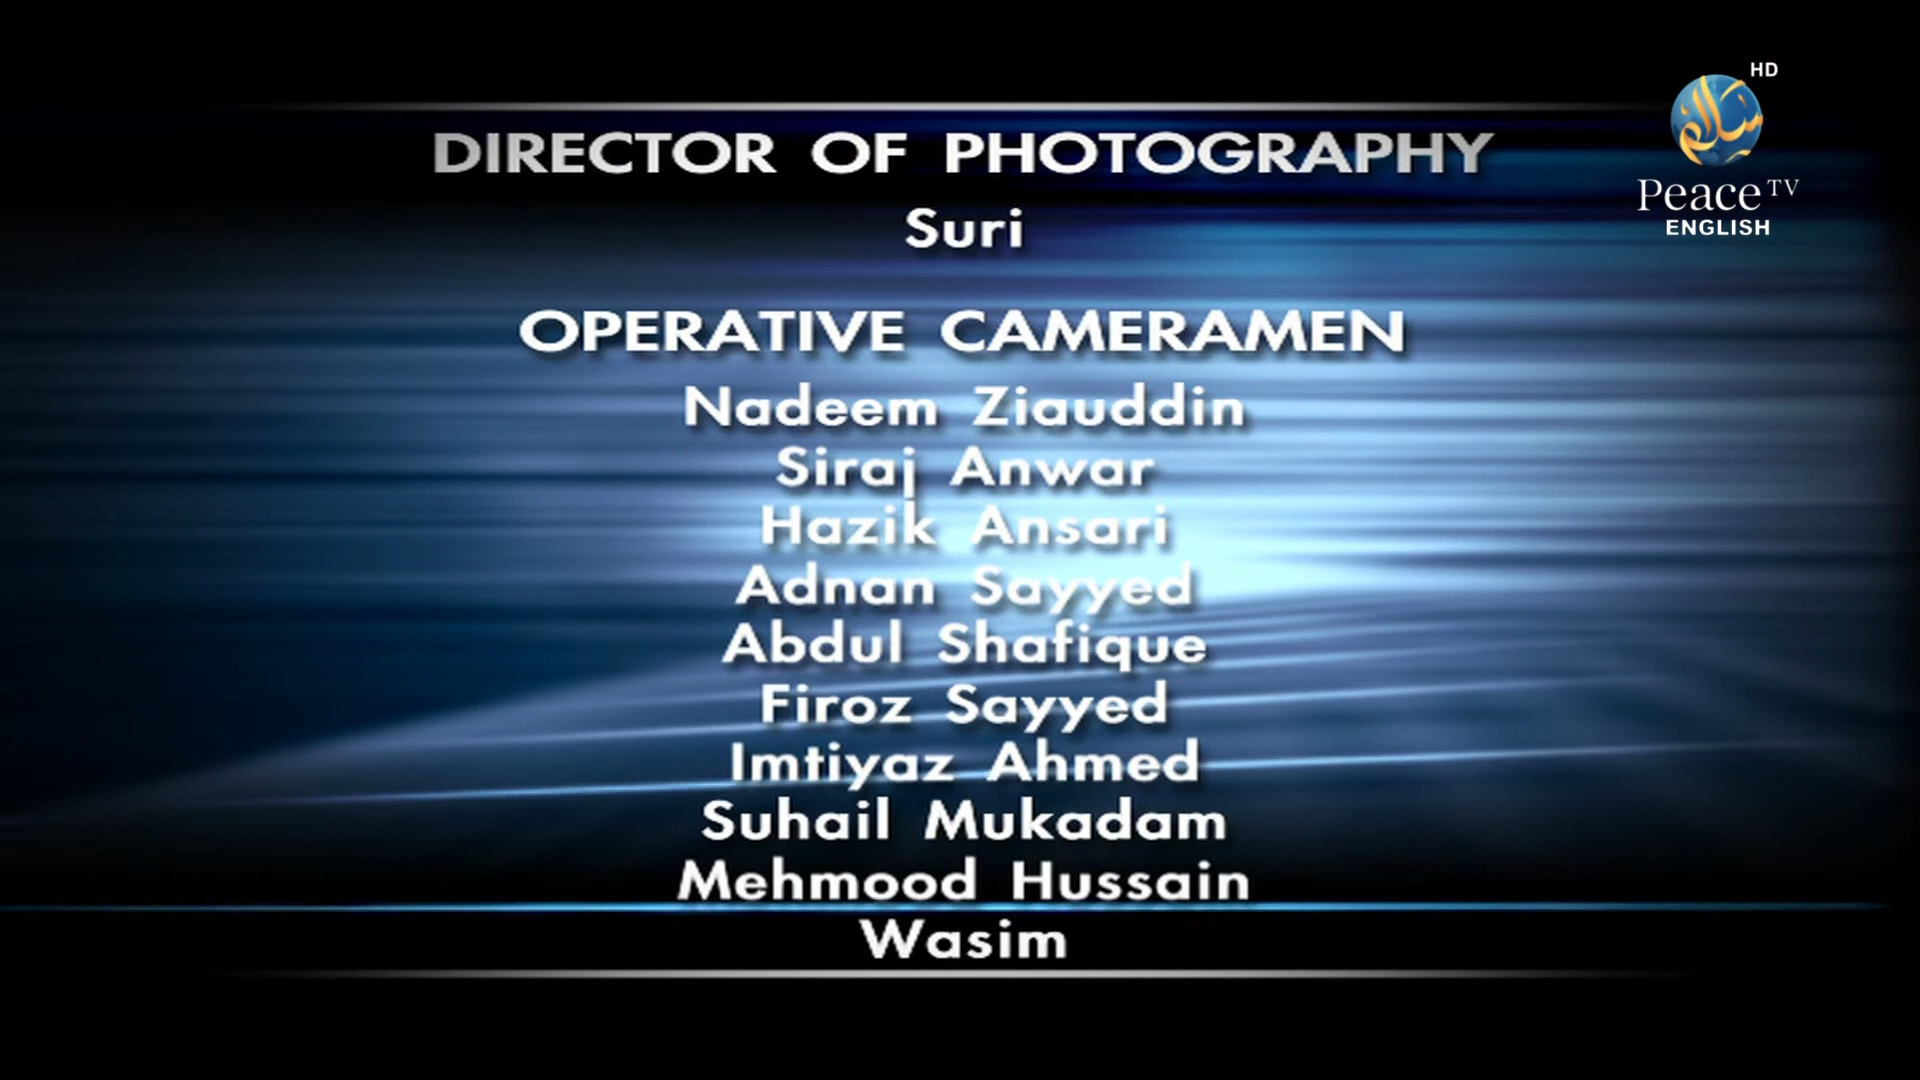 HD
سلام
Peace TV
ENGLISH
DIRECTOR OF PHOTOGRAPHY
Suri
OPERATIVE CAMERAMEN
Nadeem Ziauddin
Siraj Anwar
Hazik Ansari
Adnan Sayyed
Abdul Shafique
Firoz Sayyed
Imtiyaz Ahmed
Suhail Mukadam
Mehmood Hussain
Wasim